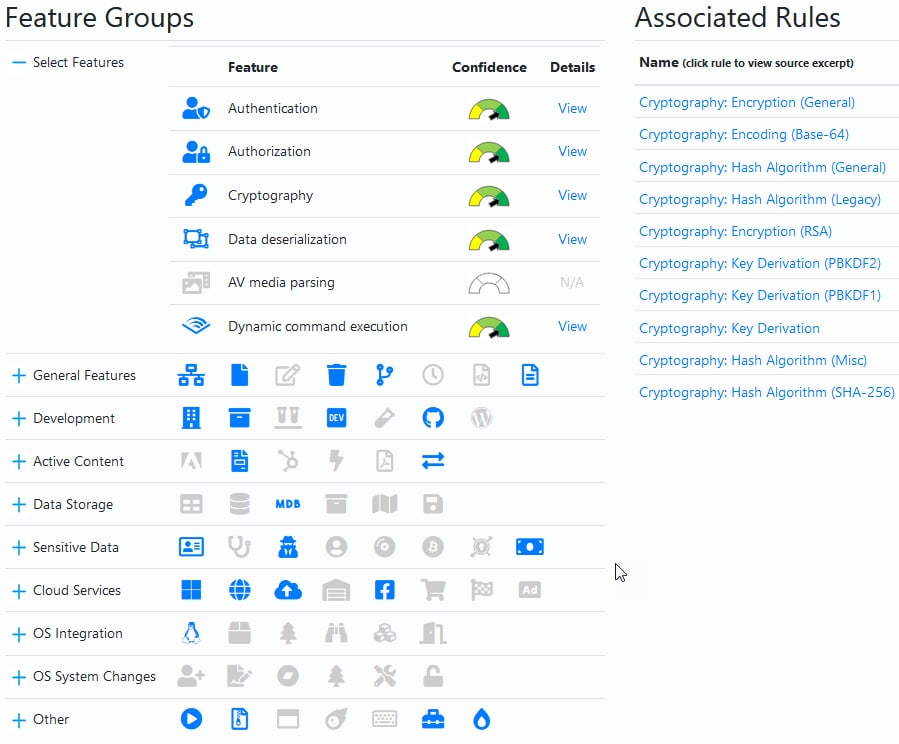 Feature Groups
Select Features
Feature Confidence Details
Authentication View
Authorization View
Cryptography View
Data deserialization View
AV media parsing N/A
Dynamic command execution View
General Features
Development
DEV
Active Content
Data Storage
MDB
Sensitive Data
Cloud Services
Ad
OS Integration
OS System Changes
Other
Associated Rules
Name (click rule to view source excerpt)
Cryptography: Encryption (General)
Cryptography: Encoding (Base-64)
Cryptography: Hash Algorithm (General)
Cryptography: Hash Algorithm (Legacy)
Cryptography: Encryption (RSA)
Cryptography: Key Derivation (PBKDF2)
Cryptography: Key Derivation (PBKDF1)
Cryptography: Key Derivation
Cryptography: Hash Algorithm (Misc)
Cryptography: Hash Algorithm (SHA-256)